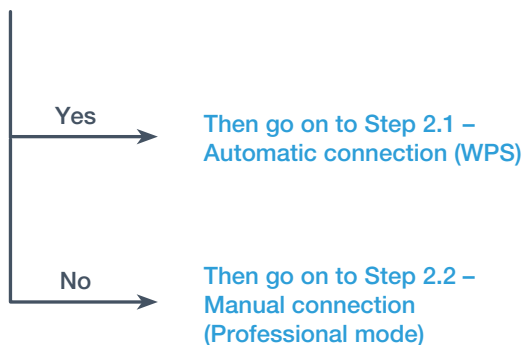 Yes
Then go on to Step 2.1 –
Automatic connection (WPS)
No
Then go on to Step 2.2 –
Manual connection
(Professional mode)